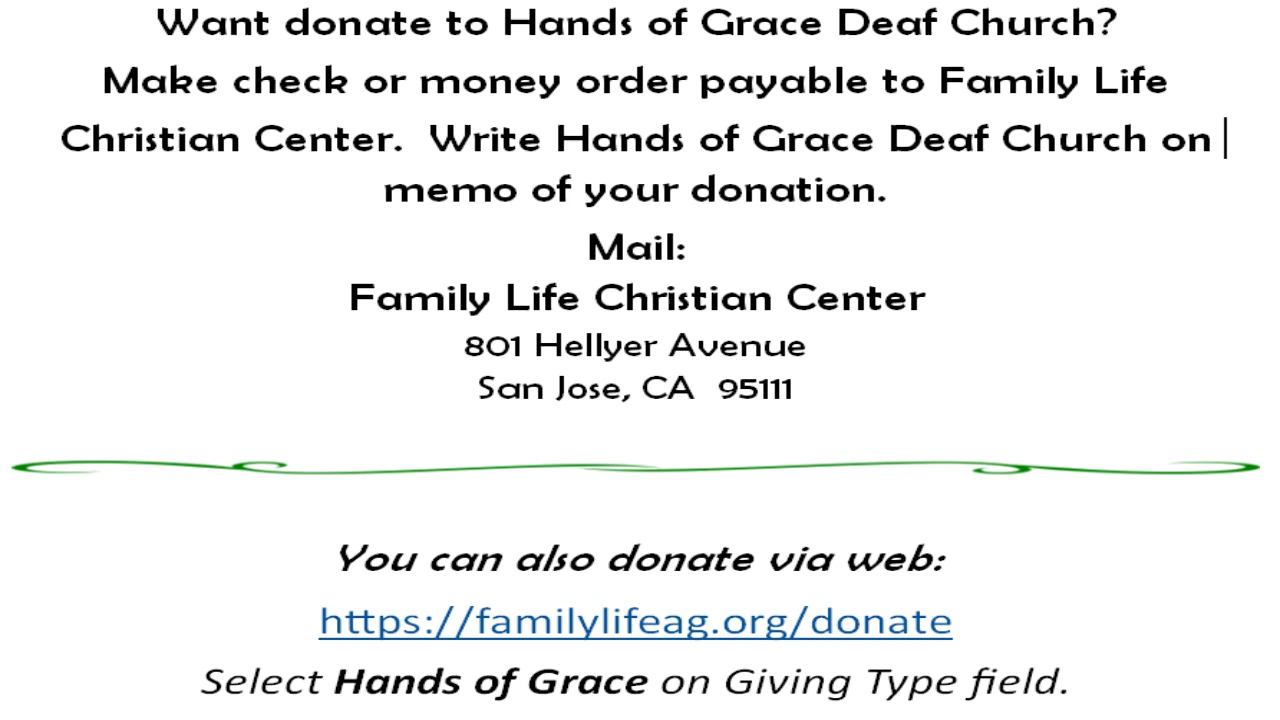 Want donate to Hands of Grace Deaf Church?
Make check or money order payable to Family Life
Christian Center.  Write Hands of Grace Deaf Church on
memo of your donation.
Mail:
Family Life Christian Center
801 Hellyer Avenue
San Jose, CA  95111
You can also donate via web:
https://familylifeag.org/donate
Select Hands of Grace on Giving Type field.